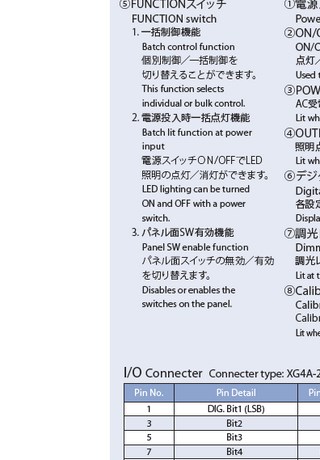 ⑤FUNCTIONスイッチ
FUNCTION switch
1. 一括制御機能
Batch control function
個別制御／一括制御を
切り替えることができます。
This function selects
individual or bulk control.
2. 電源投入時一括点灯機能
Batch lit function at power
input
電源スイッチON/OFFでLED
照明の点灯／消灯ができます。
LED lighting can be turned
ON and OFF with a power
switch.
3. パネル面SW有効機能
Panel SW enable function
パネル面スイッチの無効／有効
を切り替えます。
Disables or enables the
switches on the panel.
①電源
Powe
②ON/O
ON/O
点灯／
Used t
③POW
AC受
Lit wh
④OUT
照明点
Lit wh
⑥デジ
Digita
各設定
Displa
⑦調光
Dimm
調光レ
Lit at t
⑧Calib
Calib
Calib
Lit whe
I/O Connecter Connecter type: XG4A-2
Pin No. Pin Detail Pin
1 DIG. Bit1 (LSB)
3 Bit2
5 Bit3
7 Bit4